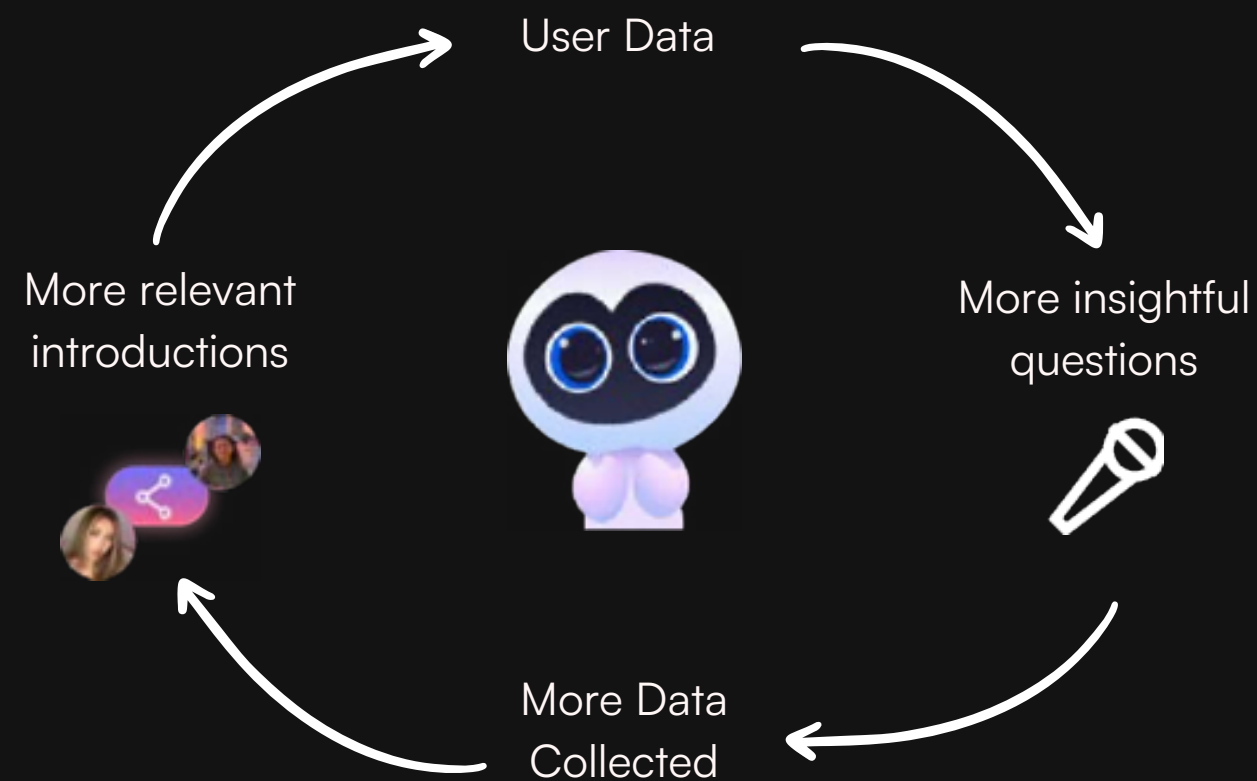 User Data
More insightful
questions
More Data
Collected
More relevant
introductions